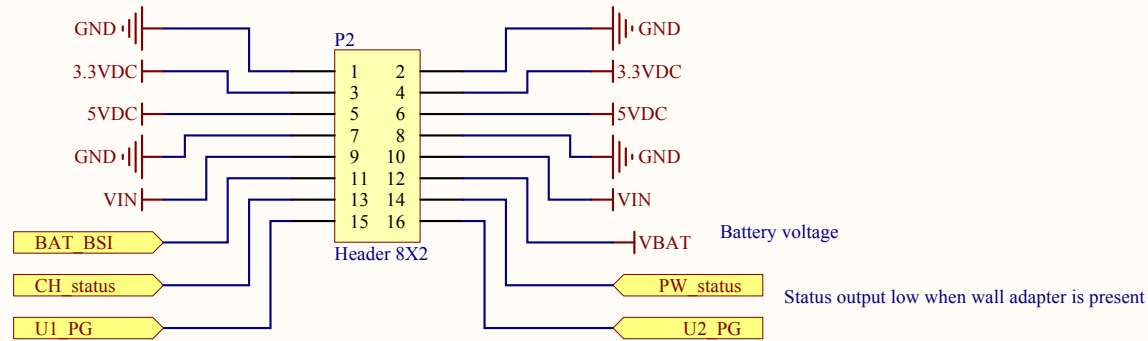 GND GND
P2
3.3VDC 1 2 3.3VDC
3 4
5VDC 5 6 5VDC
7 8
GND 9 10 GND
11 12
VIN 13 14 VIN
15 16
BAT_BSI VBAT Battery voltage
Header 8X2
CH_status PW_status Status output low when wall adapter is present
U1_PG U2_PG